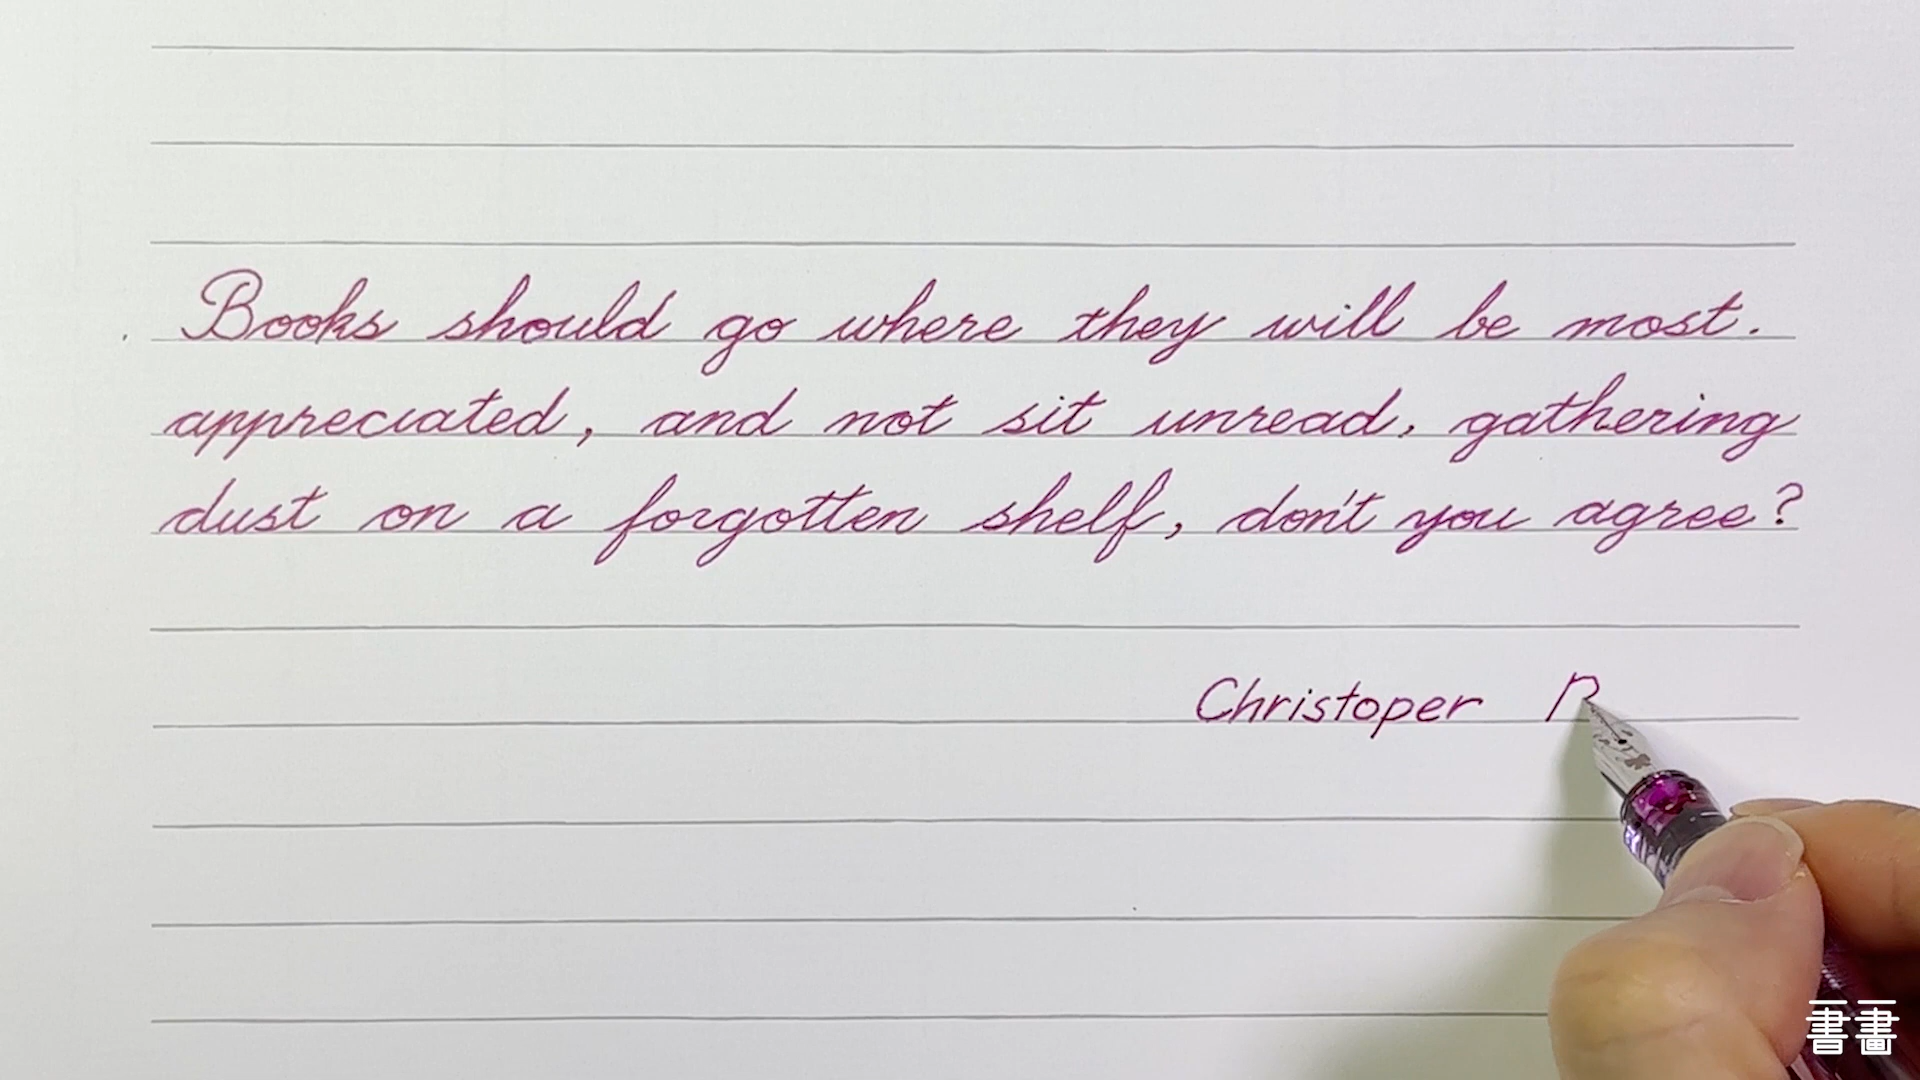 Books should go where they will be most.
appreciated, and not sit unread, gathering
dust on a forgotten shelf, don't you agree?
Christoper
書畫